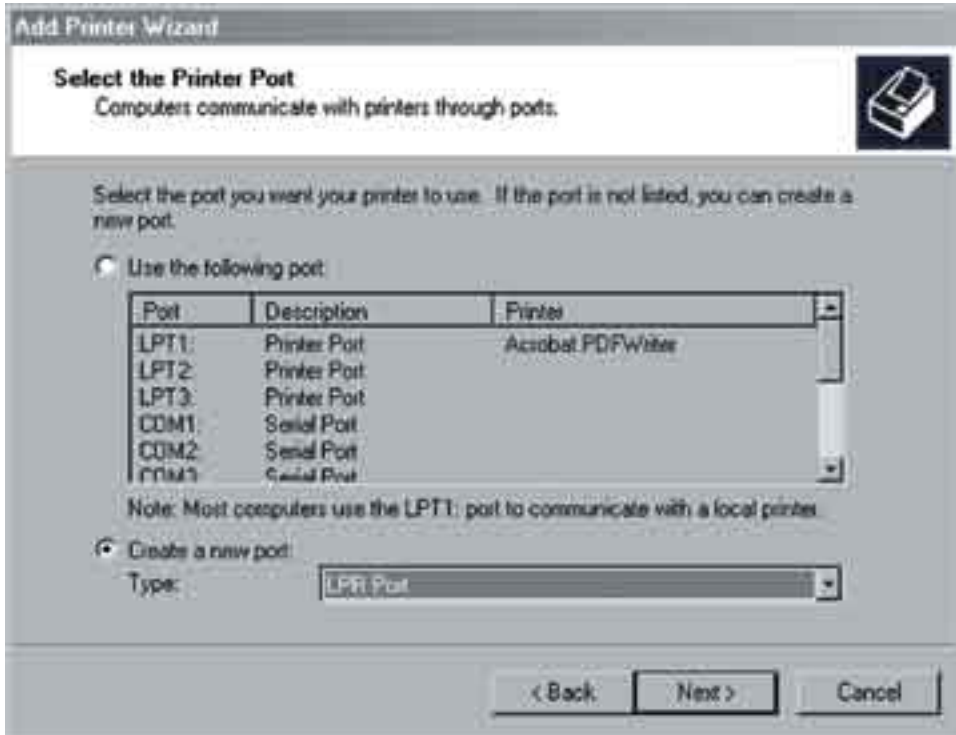 Add Printer Wizard
Select the Printer Port
Computers communicate with printers through ports.
Select the port you want your printer to use. If the port is not listed, you can create a
new port.
Use the following port:
Port Description Printer
LPT1: Printer Port Acrobat PDFWriter
LPT2: Printer Port
LPT3: Printer Port
COM1: Serial Port
COM2: Serial Port
COM3: Serial Port
Note: Most computers use the LPT1: port to communicate with a local printer.
Create a new port:
Type: LPR Port
< Back Next > Cancel